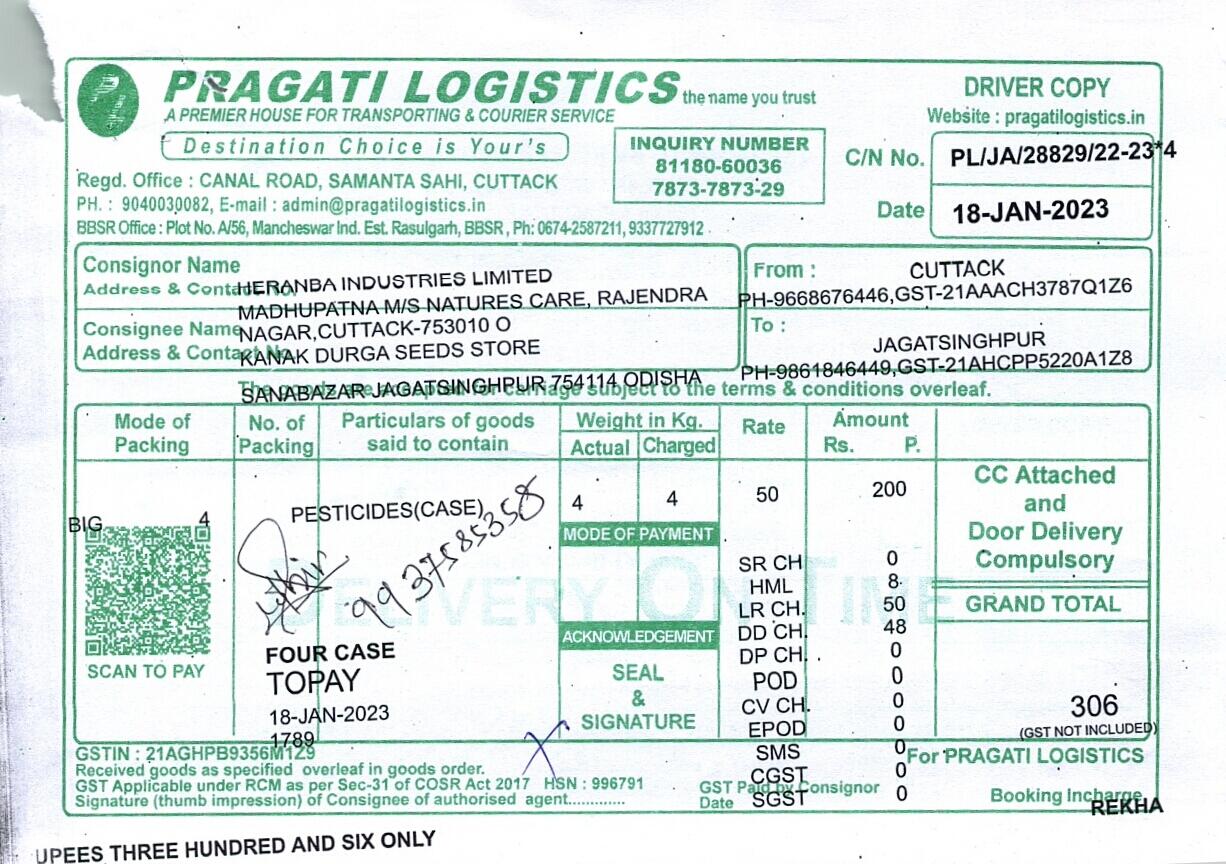 PRAGATI LOGISTICS the name you trust
A PREMIER HOUSE FOR TRANSPORTING & COURIER SERVICE
Destination Choice is Your's
Regd. Office : CANAL ROAD, SAMANTA SAHI, CUTTACK
PH. : 9040030082, E-mail : admin@pragatilogistics.in
BBSR Office : Plot No. A/56, Mancheswar Ind. Est. Rasulgarh, BBSR, Ph: 0674-2587211, 9337727912
INQUIRY NUMBER
81180-60036
7873-7873-29
DRIVER COPY
Website : pragatilogistics.in
C/N No. PL/JA/28829/22-23*4
Date 18-JAN-2023
Consignor Name
Address & Contact No.
HERANBA INDUSTRIES LIMITED
MADHUPATNA M/S NATURES CARE, RAJENDRA
NAGAR,CUTTACK-753010 O
Consignee Name
Address & Contact No.
KANAK DURGA SEEDS STORE
SANABAZAR JAGATSINGHPUR 754114 ODISHA
From : CUTTACK
PH-9668676446,GST-21AAACH3787Q1Z6
To : JAGATSINGHPUR
PH-9861846449,GST-21AHCPP5220A1Z8
The goods are accepted for carriage subject to the terms & conditions overleaf.
Mode of Packing
No. of Packing
Particulars of goods said to contain
Weight in Kg.
Actual Charged
Rate
Amount
Rs. P.
BIG 4
PESTICIDES(CASE)
4 4 50 200
9937585358
MODE OF PAYMENT
DELIVERY ON TIME
ACKNOWLEDGEMENT
SEAL
&
SIGNATURE
SCAN TO PAY
FOUR CASE
TOPAY
18-JAN-2023
1789
SR CH 0
HML 8
LR CH. 50
DD CH. 48
DP CH. 0
POD 0
CV CH. 0
EPOD 0
SMS 0
CGST 0
SGST 0
CC Attached
and
Door Delivery
Compulsory
GRAND TOTAL
306
(GST NOT INCLUDED)
GSTIN : 21AGHPB9356M1Z9
Received goods as specified overleaf in goods order.
GST Applicable under RCM as per Sec-31 of COSR Act 2017 HSN : 996791
Signature (thumb impression) of Consignee of authorised agent.............
GST Paid by Consignor
Date
For PRAGATI LOGISTICS
Booking Incharge
REKHA
UPEES THREE HUNDRED AND SIX ONLY